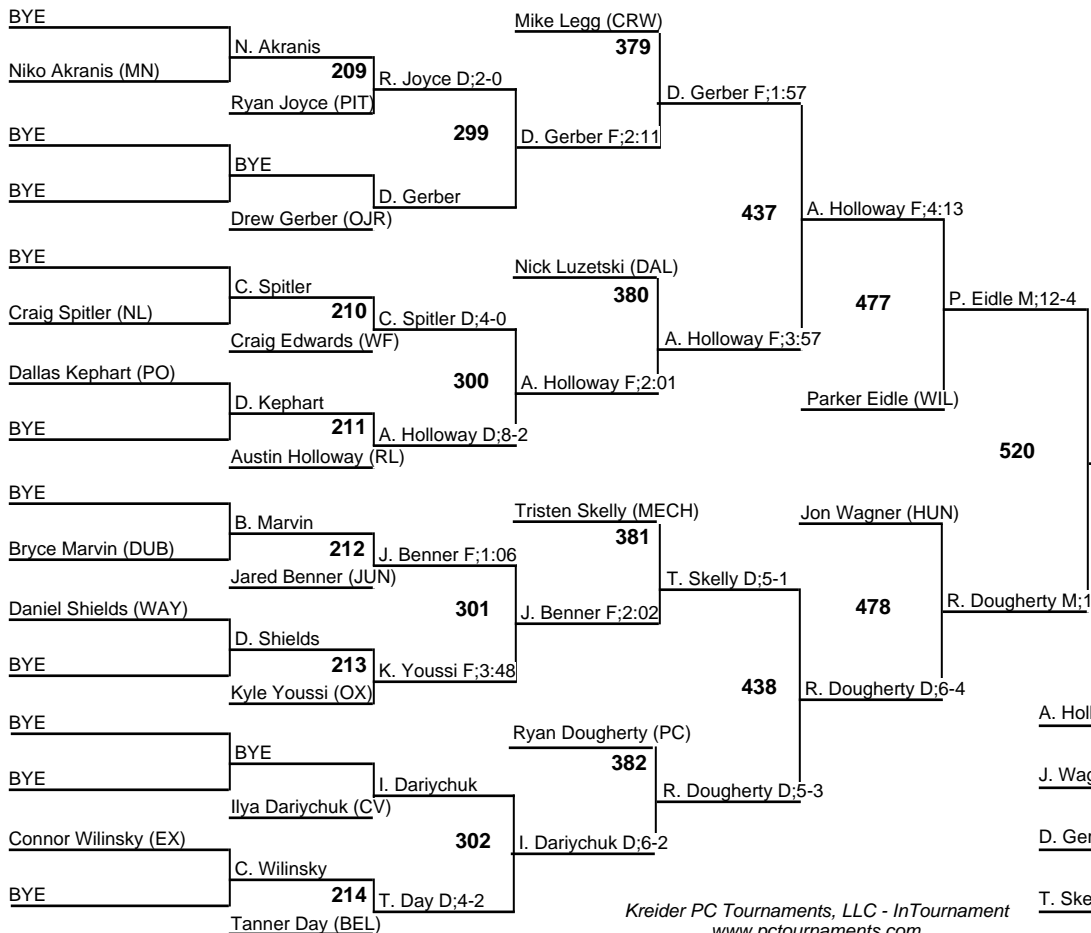 BYE
Mike Legg (CRW)
N. Akranis
379
Niko Akranis (MN)
209
R. Joyce D;2-0
Ryan Joyce (PIT)
D. Gerber F;1:57
BYE
299
D. Gerber F;2:11
BYE
BYE
D. Gerber
Drew Gerber (OJR)
437
A. Holloway F;4:13
BYE
Nick Luzetski (DAL)
C. Spitler
380
477
P. Eidle M;12-4
Craig Spitler (NL)
210
C. Spitler D;4-0
Craig Edwards (WF)
A. Holloway F;3:57
Dallas Kephart (PO)
300
A. Holloway F;2:01
D. Kephart
Parker Eidle (WIL)
BYE
211
A. Holloway D;8-2
Austin Holloway (RL)
520
BYE
Tristen Skelly (MECH)
Jon Wagner (HUN)
B. Marvin
381
Bryce Marvin (DUB)
212
J. Benner F;1:06
Jared Benner (JUN)
T. Skelly D;5-1
Daniel Shields (WAY)
301
J. Benner F;2:02
478
R. Dougherty M;1
D. Shields
BYE
213
K. Youssi F;3:48
Kyle Youssi (OX)
438
R. Dougherty D;6-4
BYE
Ryan Dougherty (PC)
A. Hol
BYE
382
BYE
I. Dariychuk
J. Wag
Ilya Dariychuk (CV)
R. Dougherty D;5-3
Connor Wilinsky (EX)
302
I. Dariychuk D;6-2
D. Ger
C. Wilinsky
BYE
214
T. Day D;4-2
T. Ske
Tanner Day (BEL)
Kreider PC Tournaments, LLC - InTournament
www.pctournaments.com